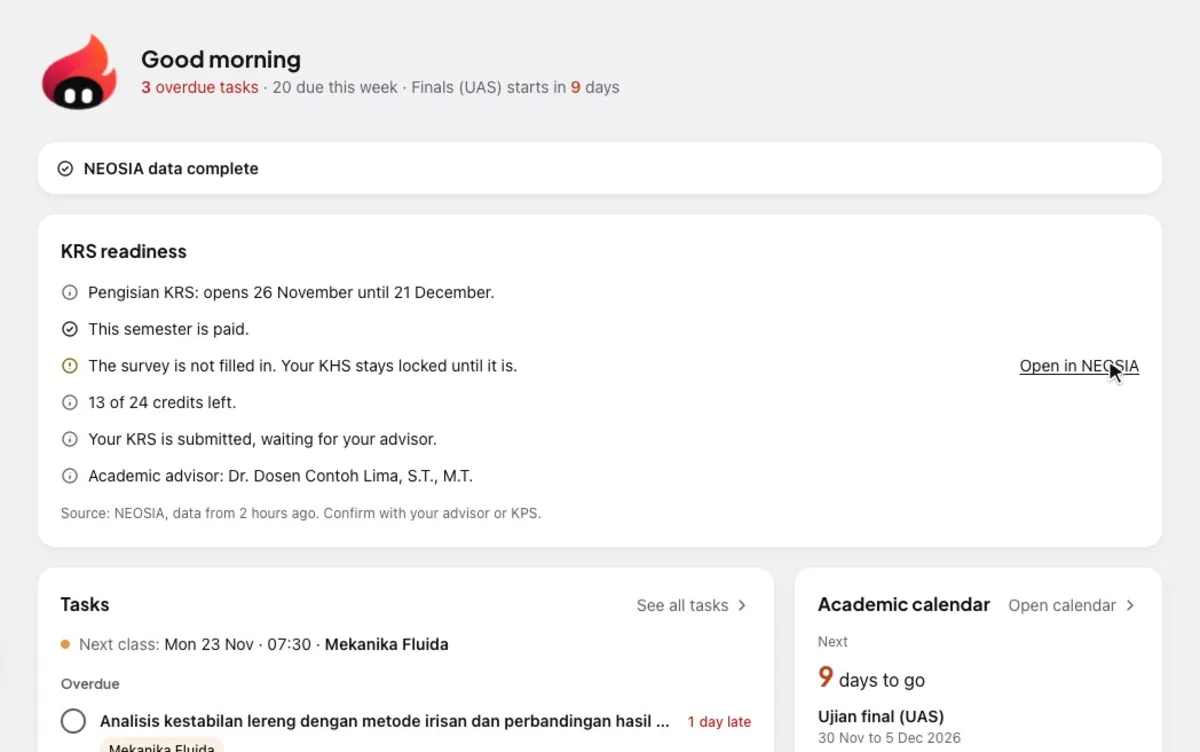 Good morning
3 overdue tasks · 20 due this week · Finals (UAS) starts in 9 days
NEOSIA data complete
KRS readiness
Pengisian KRS: opens 26 November until 21 December.
This semester is paid.
The survey is not filled in. Your KHS stays locked until it is.
Open in NEOSIA
13 of 24 credits left.
Your KRS is submitted, waiting for your advisor.
Academic advisor: Dr. Dosen Contoh Lima, S.T., M.T.
Source: NEOSIA, data from 2 hours ago. Confirm with your advisor or KPS.
Tasks
See all tasks
Next class: Mon 23 Nov · 07:30 · Mekanika Fluida
Overdue
Analisis kestabilan lereng dengan metode irisan dan perbandingan hasil ...
1 day late
Mekanika Fluida
Academic calendar
Open calendar
Next
9 days to go
Ujian final (UAS)
30 Nov to 5 Dec 2026